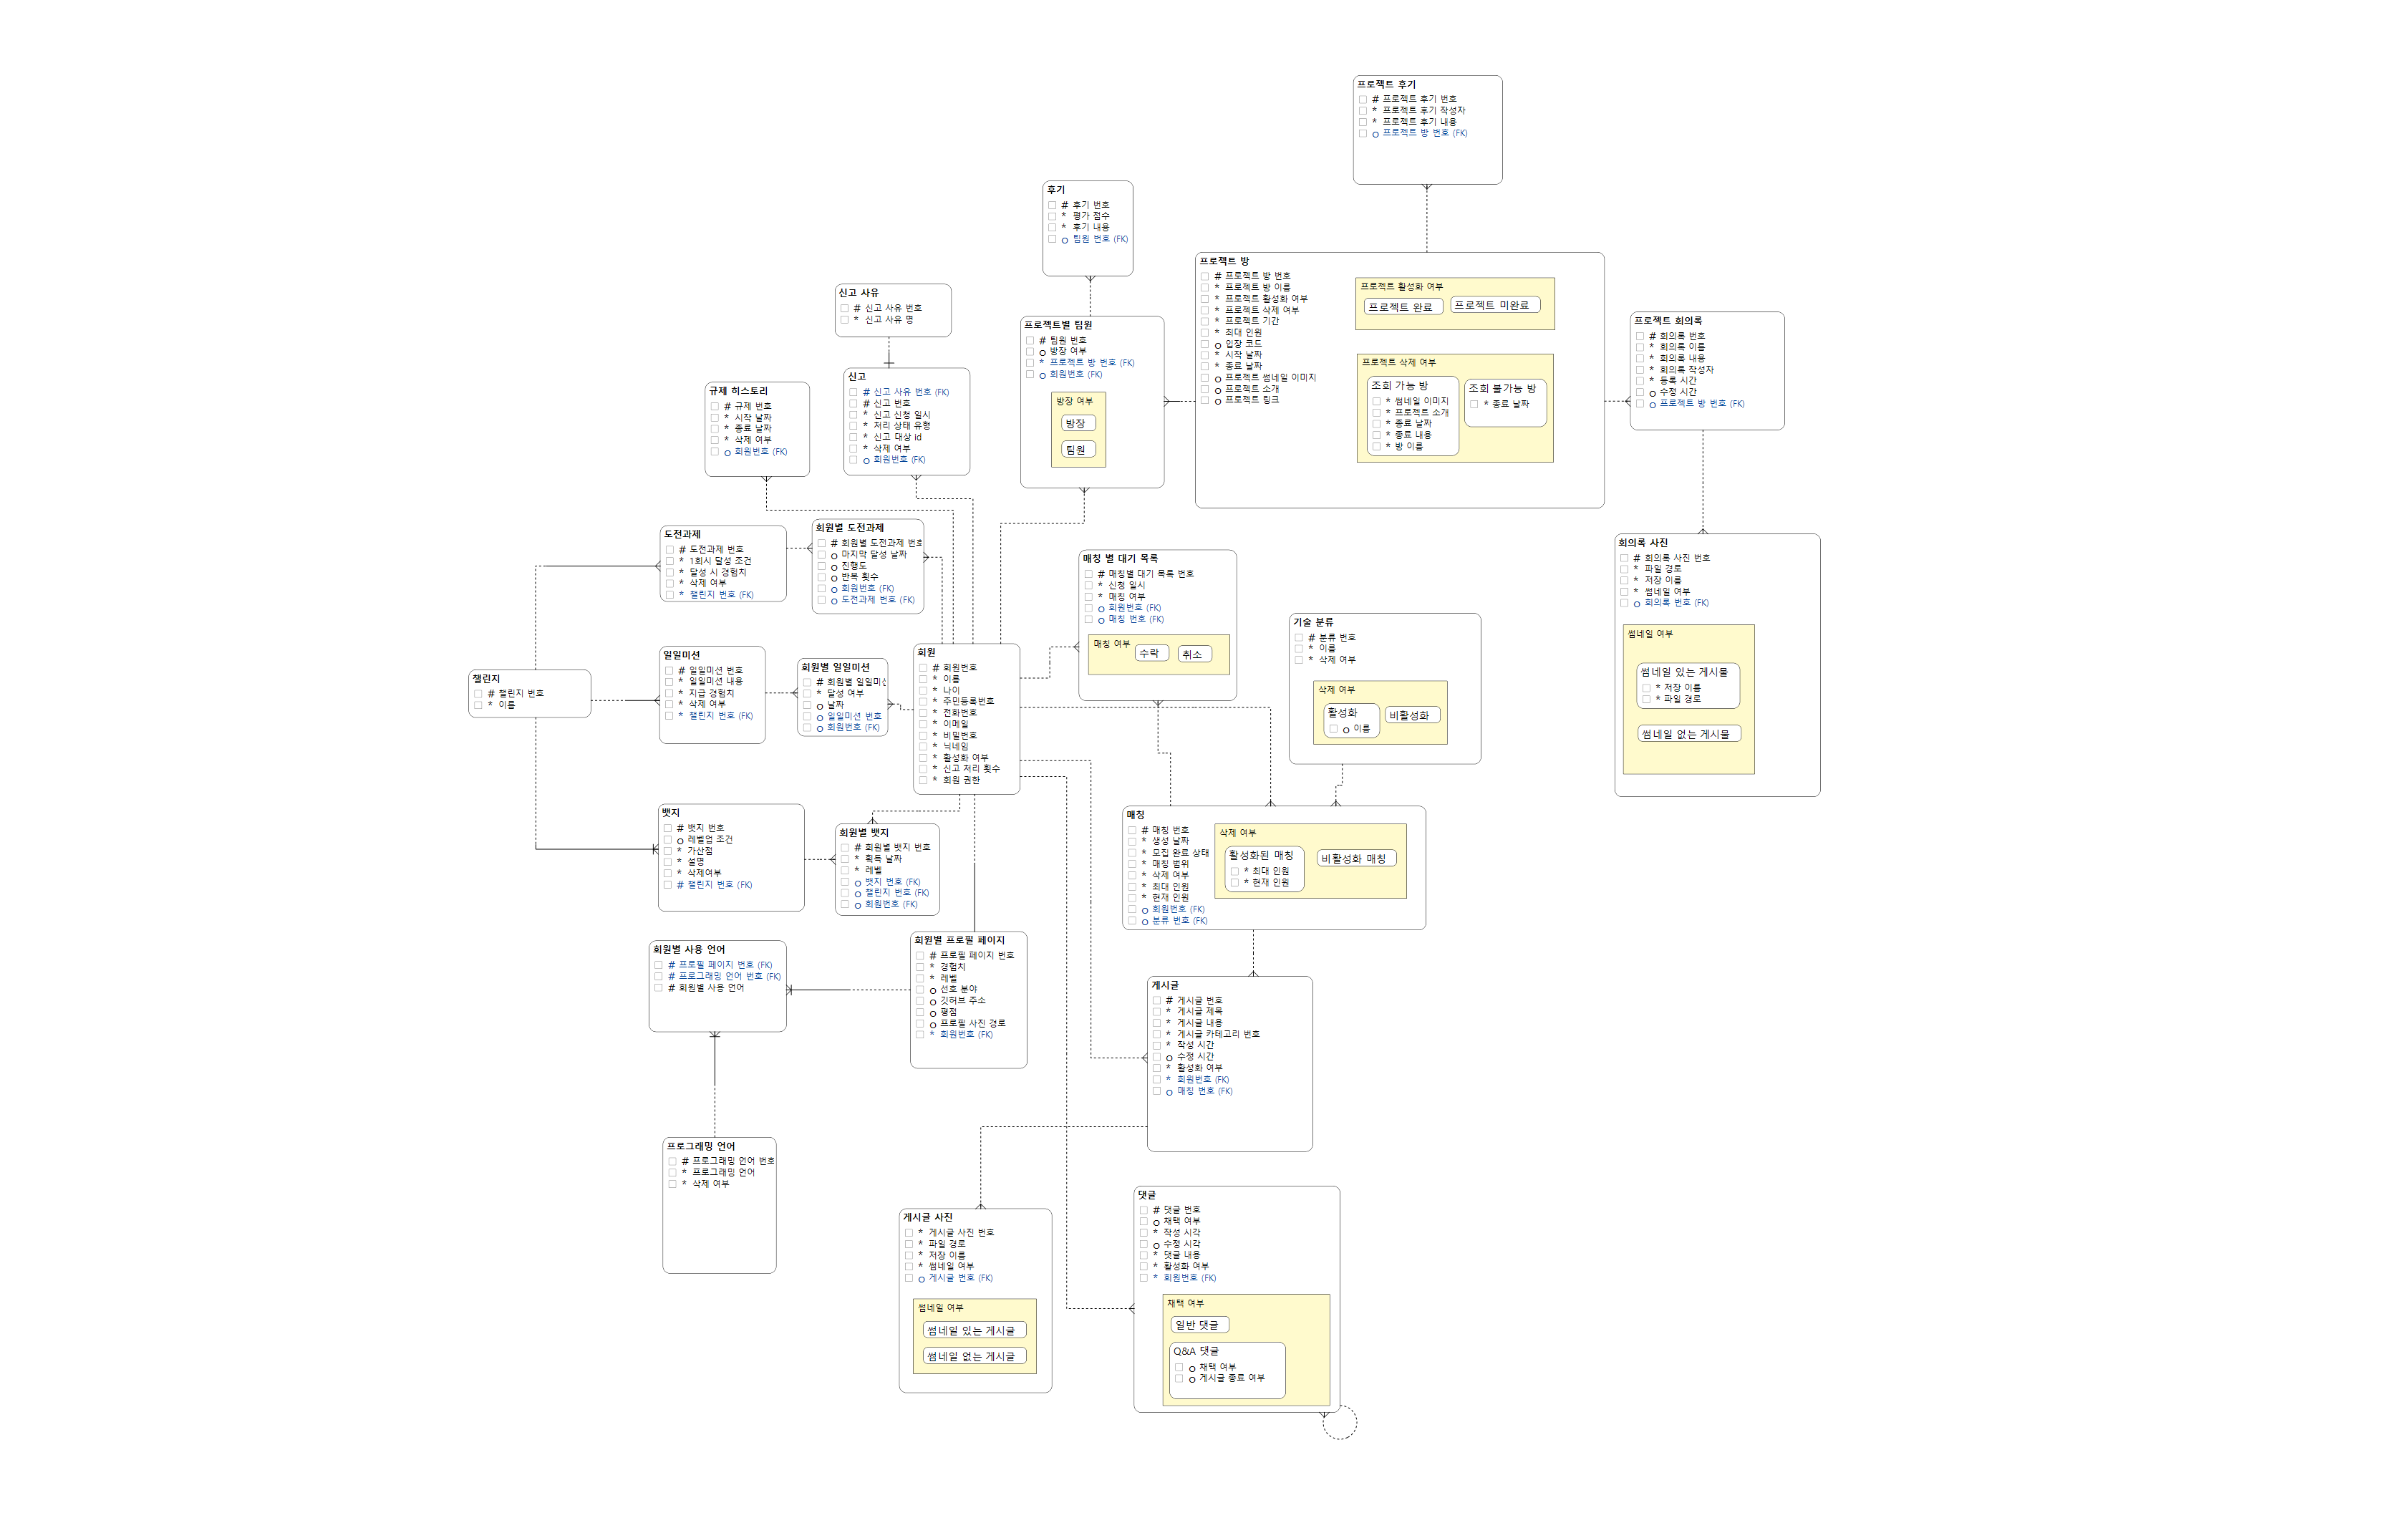 프로젝트 후기
# 프로젝트 후기 번호
* 프로젝트 후기 작성자
* 프로젝트 후기 내용
o 프로젝트 방 번호 (FK)
후기
# 후기 번호
* 평가 점수
* 후기 내용
o 팀원 번호 (FK)
프로젝트 방
# 프로젝트 방 번호
* 프로젝트 방 이름
* 프로젝트 활성화 여부
* 프로젝트 삭제 여부
* 프로젝트 기간
* 최대 인원
o 입장 코드
* 시작 날짜
* 종료 날짜
o 프로젝트 썸네일 이미지
o 프로젝트 소개
o 프로젝트 링크
프로젝트 활성화 여부
프로젝트 완료
프로젝트 미완료
프로젝트 삭제 여부
조회 가능 방
* 썸네일 이미지
* 프로젝트 소개
* 종료 날짜
* 종료 내용
* 방 이름
조회 불가능 방
* 종료 날짜
신고 사유
# 신고 사유 번호
* 신고 사유 명
프로젝트별 팀원
# 팀원 번호
o 방장 여부
* 프로젝트 방 번호 (FK)
o 회원번호 (FK)
방장 여부
방장
팀원
프로젝트 회의록
# 회의록 번호
* 회의록 이름
* 회의록 내용
* 회의록 작성자
* 등록 시간
o 수정 시간
o 프로젝트 방 번호 (FK)
규제 히스토리
# 규제 번호
* 시작 날짜
* 종료 날짜
* 삭제 여부
o 회원번호 (FK)
신고
# 신고 사유 번호 (FK)
# 신고 번호
* 신고 신청 일시
* 처리 상태 유형
* 신고 대상 id
* 삭제 여부
o 회원번호 (FK)
도전과제
# 도전과제 번호
* 1회시 달성 조건
* 달성 시 경험치
* 삭제 여부
* 챌린지 번호 (FK)
회원별 도전과제
# 회원별 도전과제 번호
o 마지막 달성 날짜
o 진행도
o 반복 횟수
o 회원번호 (FK)
o 도전과제 번호 (FK)
매칭 별 대기 목록
# 매칭별 대기 목록 번호
* 신청 일시
* 매칭 여부
o 회원번호 (FK)
o 매칭 번호 (FK)
매칭 여부
수락
취소
회의록 사진
# 회의록 사진 번호
* 파일 경로
* 저장 이름
* 썸네일 여부
o 회의록 번호 (FK)
썸네일 여부
썸네일 있는 게시물
* 저장 이름
* 파일 경로
썸네일 없는 게시물
기술 분류
# 분류 번호
* 이름
* 삭제 여부
삭제 여부
활성화
o 이름
비활성화
챌린지
# 챌린지 번호
* 이름
일일미션
# 일일미션 번호
* 일일미션 내용
* 지급 경험치
* 삭제 여부
* 챌린지 번호 (FK)
회원별 일일미션
# 회원별 일일미션
* 달성 여부
o 날짜
o 일일미션 번호
o 회원번호 (FK)
회원
# 회원번호
* 이름
* 나이
* 주민등록번호
* 전화번호
* 이메일
* 비밀번호
* 닉네임
* 활성화 여부
* 신고 처리 횟수
* 회원 권한
뱃지
# 뱃지 번호
o 레벨업 조건
* 가산점
* 설명
* 삭제여부
# 챌린지 번호 (FK)
회원별 뱃지
# 회원별 뱃지 번호
* 획득 날짜
* 레벨
o 뱃지 번호 (FK)
o 챌린지 번호 (FK)
o 회원번호 (FK)
매칭
# 매칭 번호
* 생성 날짜
* 모집 완료 상태
* 매칭 범위
* 삭제 여부
* 최대 인원
* 현재 인원
o 회원번호 (FK)
o 분류 번호 (FK)
삭제 여부
활성화된 매칭
* 최대 인원
* 현재 인원
비활성화 매칭
회원별 사용 언어
# 프로필 페이지 번호 (FK)
# 프로그래밍 언어 번호 (FK)
# 회원별 사용 언어
회원별 프로필 페이지
# 프로필 페이지 번호
* 경험치
* 레벨
o 선호 분야
o 깃허브 주소
o 평점
o 프로필 사진 경로
* 회원번호 (FK)
게시글
# 게시글 번호
* 게시글 제목
* 게시글 내용
* 게시글 카테고리 번호
* 작성 시간
o 수정 시간
* 활성화 여부
* 회원번호 (FK)
o 매칭 번호 (FK)
프로그래밍 언어
# 프로그래밍 언어 번호
* 프로그래밍 언어
* 삭제 여부
게시글 사진
* 게시글 사진 번호
* 파일 경로
* 저장 이름
* 썸네일 여부
o 게시글 번호 (FK)
썸네일 여부
썸네일 있는 게시글
썸네일 없는 게시글
댓글
# 댓글 번호
o 채택 여부
* 작성 시각
o 수정 시각
* 댓글 내용
* 활성화 여부
* 회원번호 (FK)
채택 여부
일반 댓글
Q&A 댓글
o 채택 여부
o 게시글 종료 여부